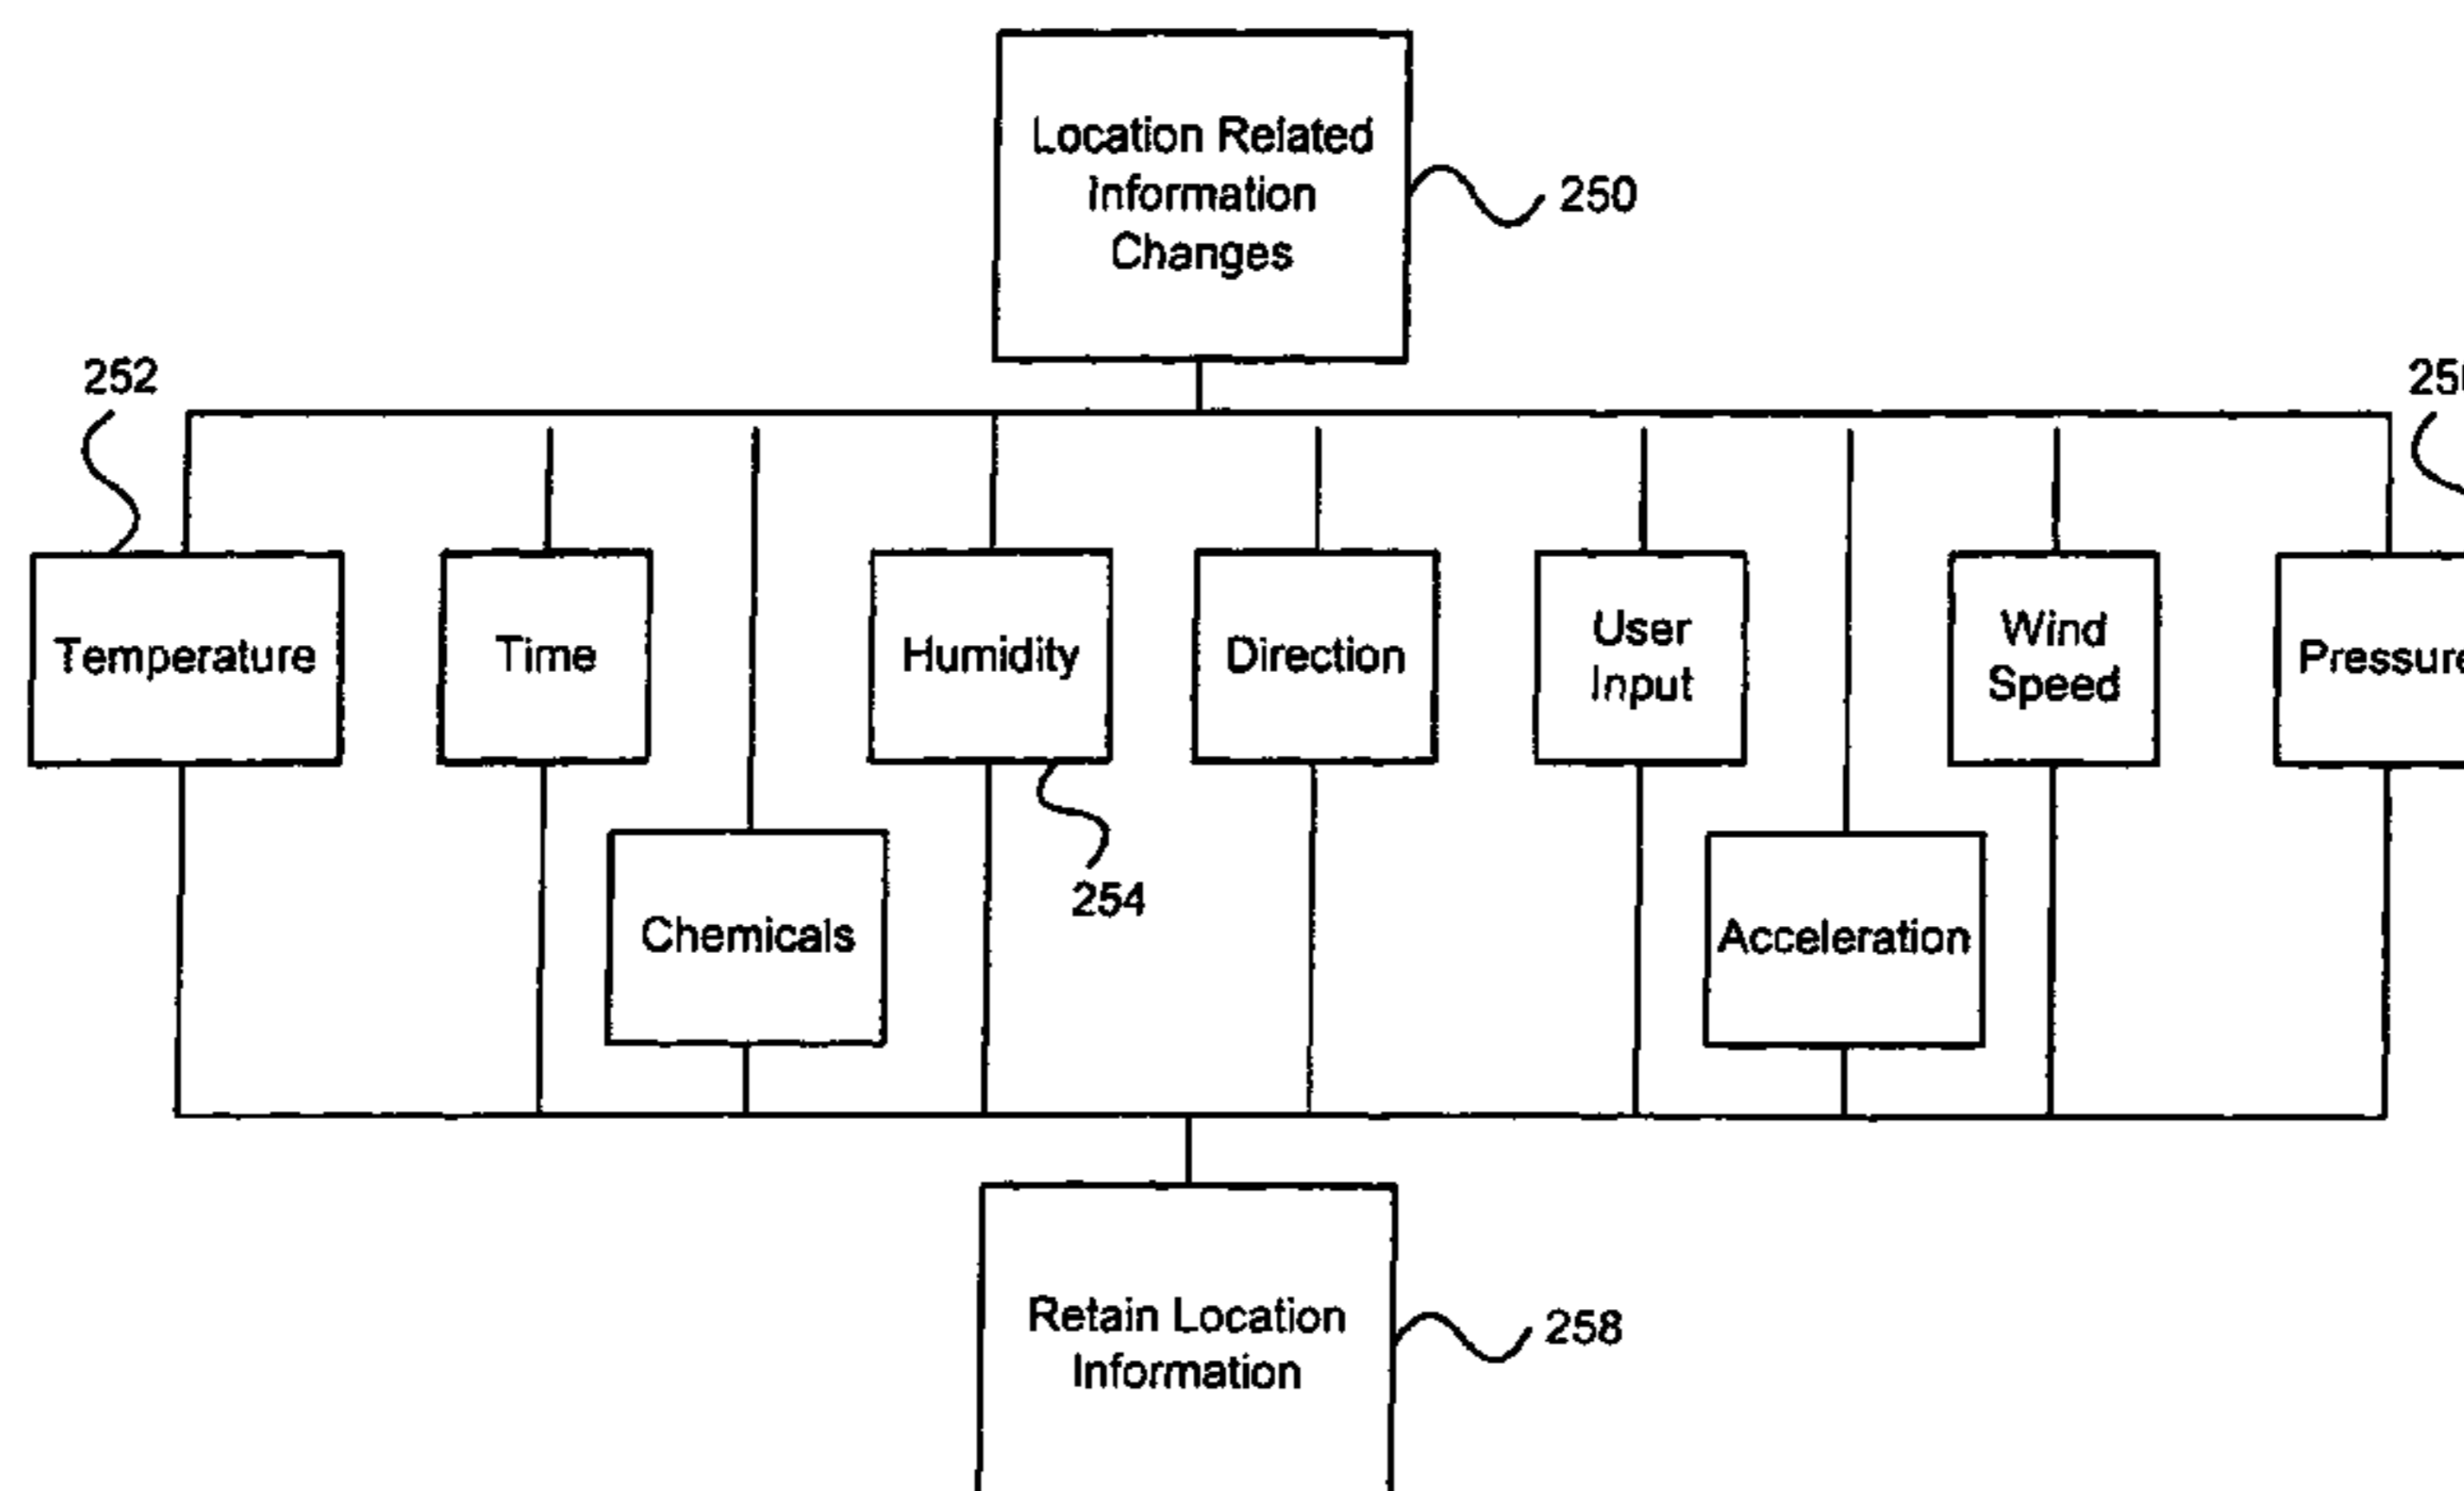 Location Related
Information
Changes
250
252
Temperature
Time
Humidity
Direction
User
Input
Wind
Speed
Pressure
Chemicals
254
Acceleration
Retain Location
Information
258